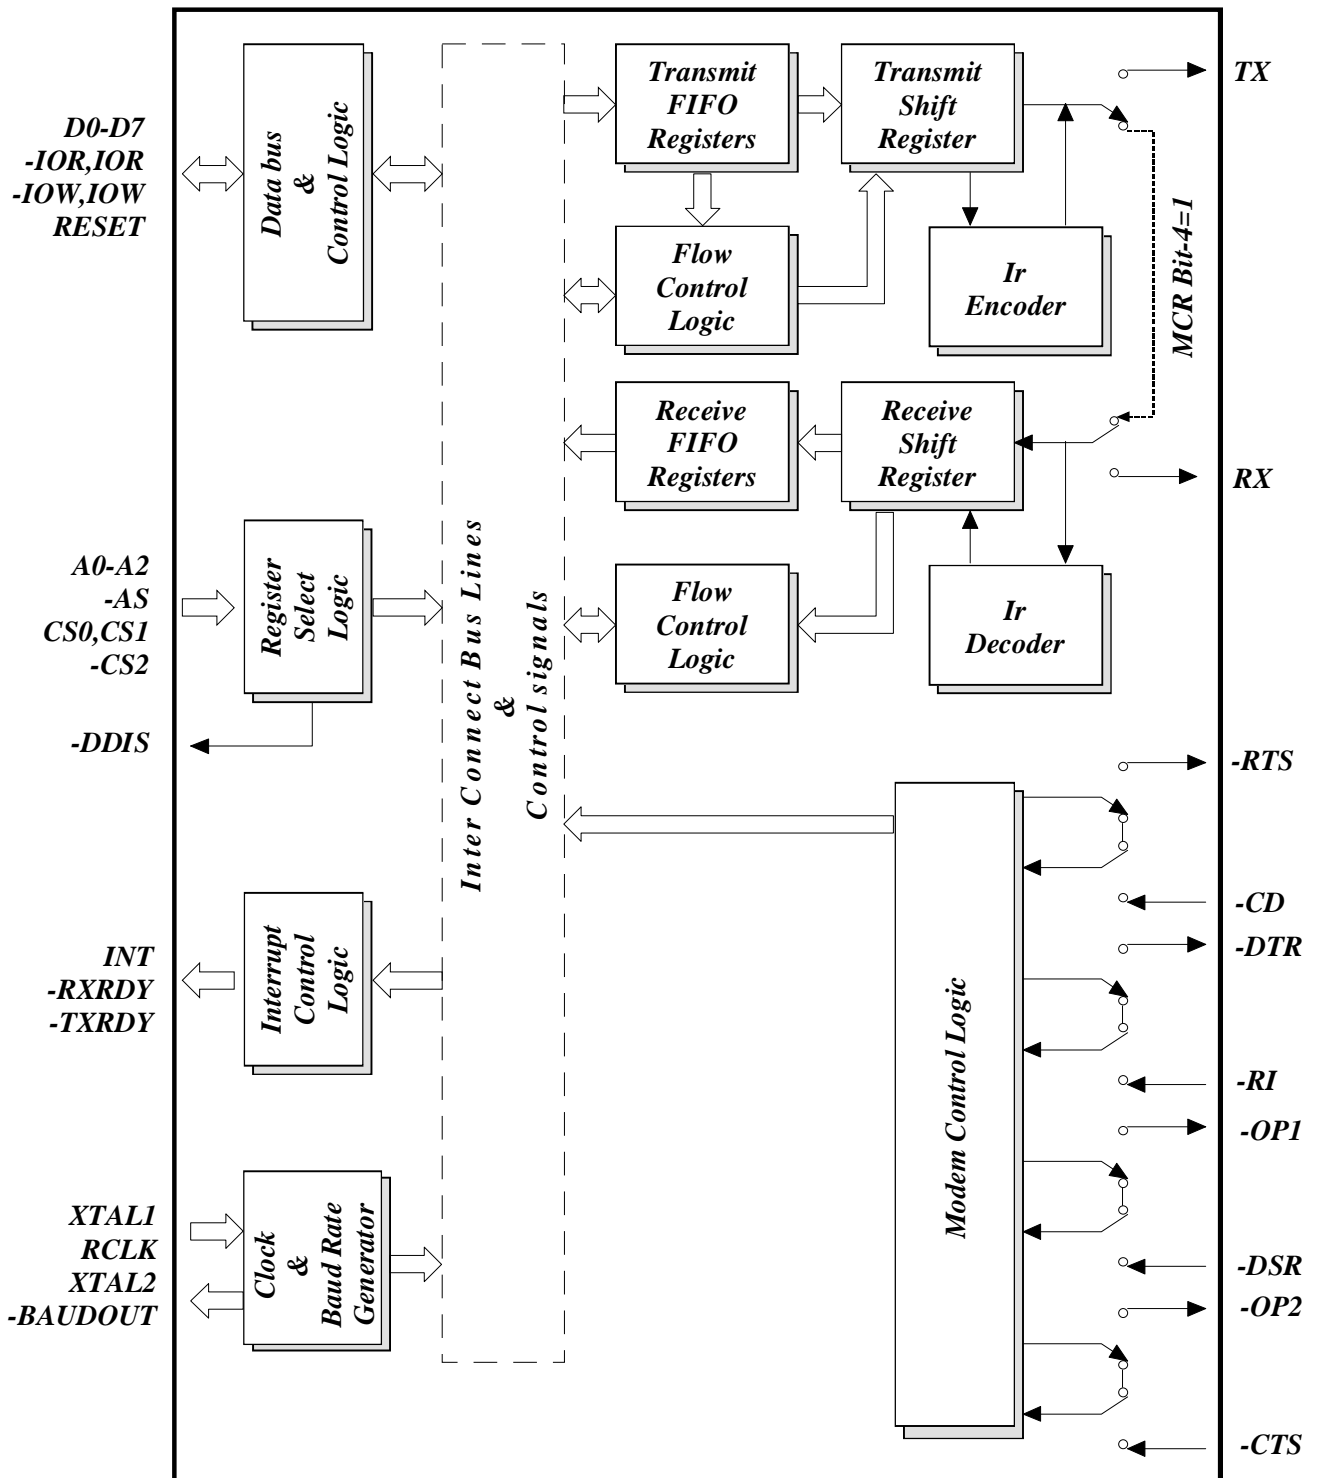 D0-D7
-IOR,IOR
-IOW,IOW
RESET
Data bus
&
Control Logic
A0-A2
-AS
CS0,CS1
-CS2
Register
Select
Logic
-DDIS
INT
-RXRDY
-TXRDY
Interrupt
Control
Logic
XTAL1
RCLK
XTAL2
-BAUDOUT
Clock
&
Baud Rate
Generator
Inter Connect Bus Lines
&
Control signals
Transmit
FIFO
Registers
Transmit
Shift
Register
Flow
Control
Logic
Ir
Encoder
Receive
FIFO
Registers
Receive
Shift
Register
Flow
Control
Logic
Ir
Decoder
MCR Bit-4=1
Modem Control Logic
TX
RX
-RTS
-CD
-DTR
-RI
-OP1
-DSR
-OP2
-CTS